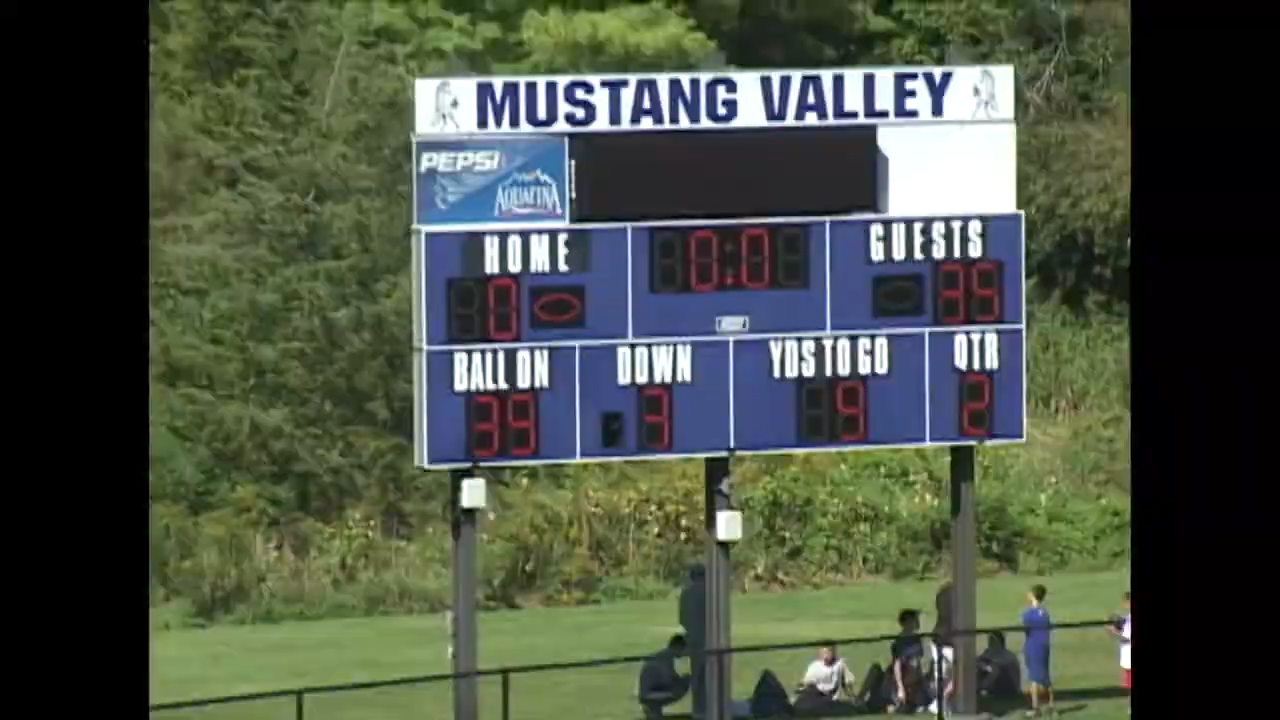 MUSTANG VALLEY
PEPSI
AQUAFINA
HOME 0:0 GUESTS
0 35
BALL ON DOWN YDS TO GO QTR
39 3 9 2